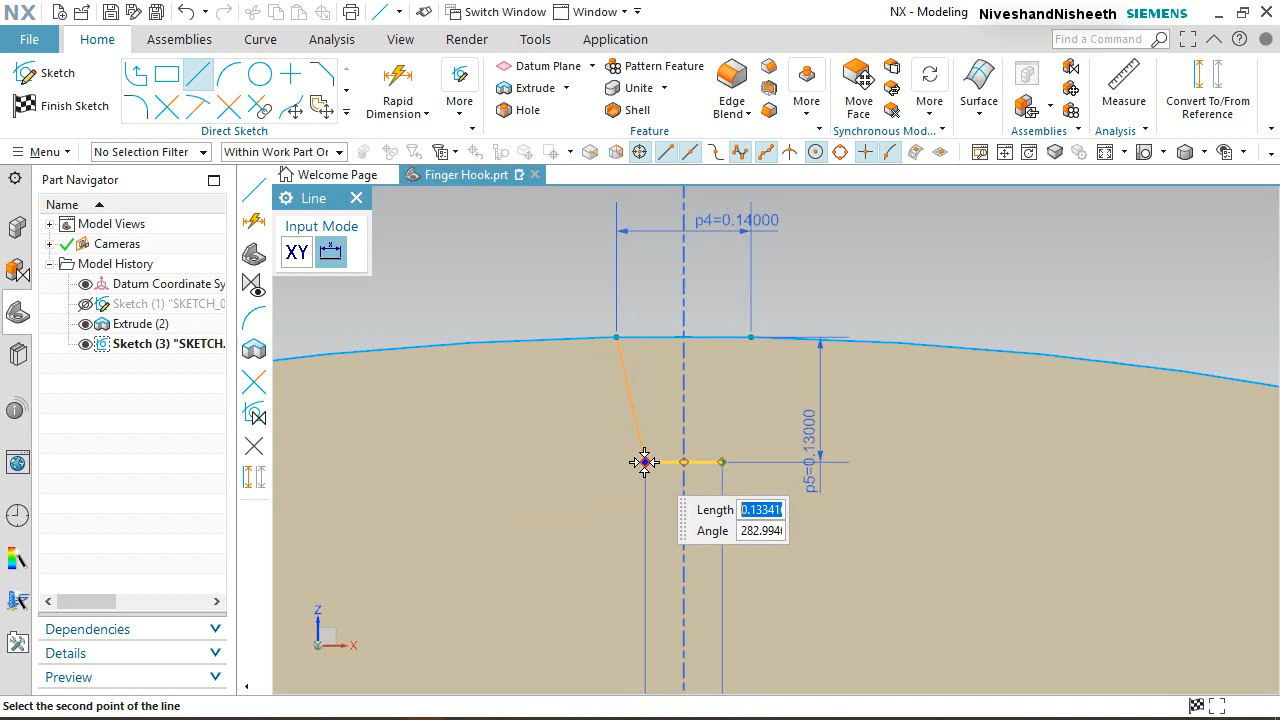 NX
Switch Window
Window
NX - Modeling
NiveshandNisheeth
SIEMENS
File
Home
Assemblies
Curve
Analysis
View
Render
Tools
Application
Find a Command
Sketch
Finish Sketch
Direct Sketch
Rapid
Dimension
More
Datum Plane
Extrude
Hole
Pattern Feature
Unite
Shell
Edge
Blend
More
Feature
Move
Face
More
Synchronous Mod...
Surface
Assemblies
Measure
Analysis
Convert To/From
Reference
Menu
No Selection Filter
Within Work Part Or
Part Navigator
Welcome Page
Finger Hook.prt
Name
Model Views
Cameras
Model History
Datum Coordinate Sy
Sketch (1) "SKETCH_0
Extrude (2)
Sketch (3) "SKETCH.
Dependencies
Details
Preview
Line
Input Mode
XY
p4=0.14000
p5=0.13000
Length
Angle 282.994
Z
Y
X
Select the second point of the line